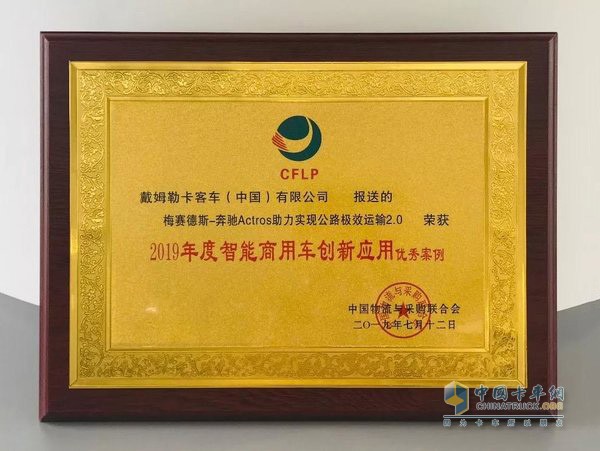 CFLP
戴姆勒卡客车（中国）有限公司 报送的
梅赛德斯-奔驰Actros助力实现公路极效运输2.0 荣获
2019年度智能商用车创新应用优秀案例
中国物流与采购联合会
二〇一九年七月十二日
中国卡车网
CHINATRUCK.CC